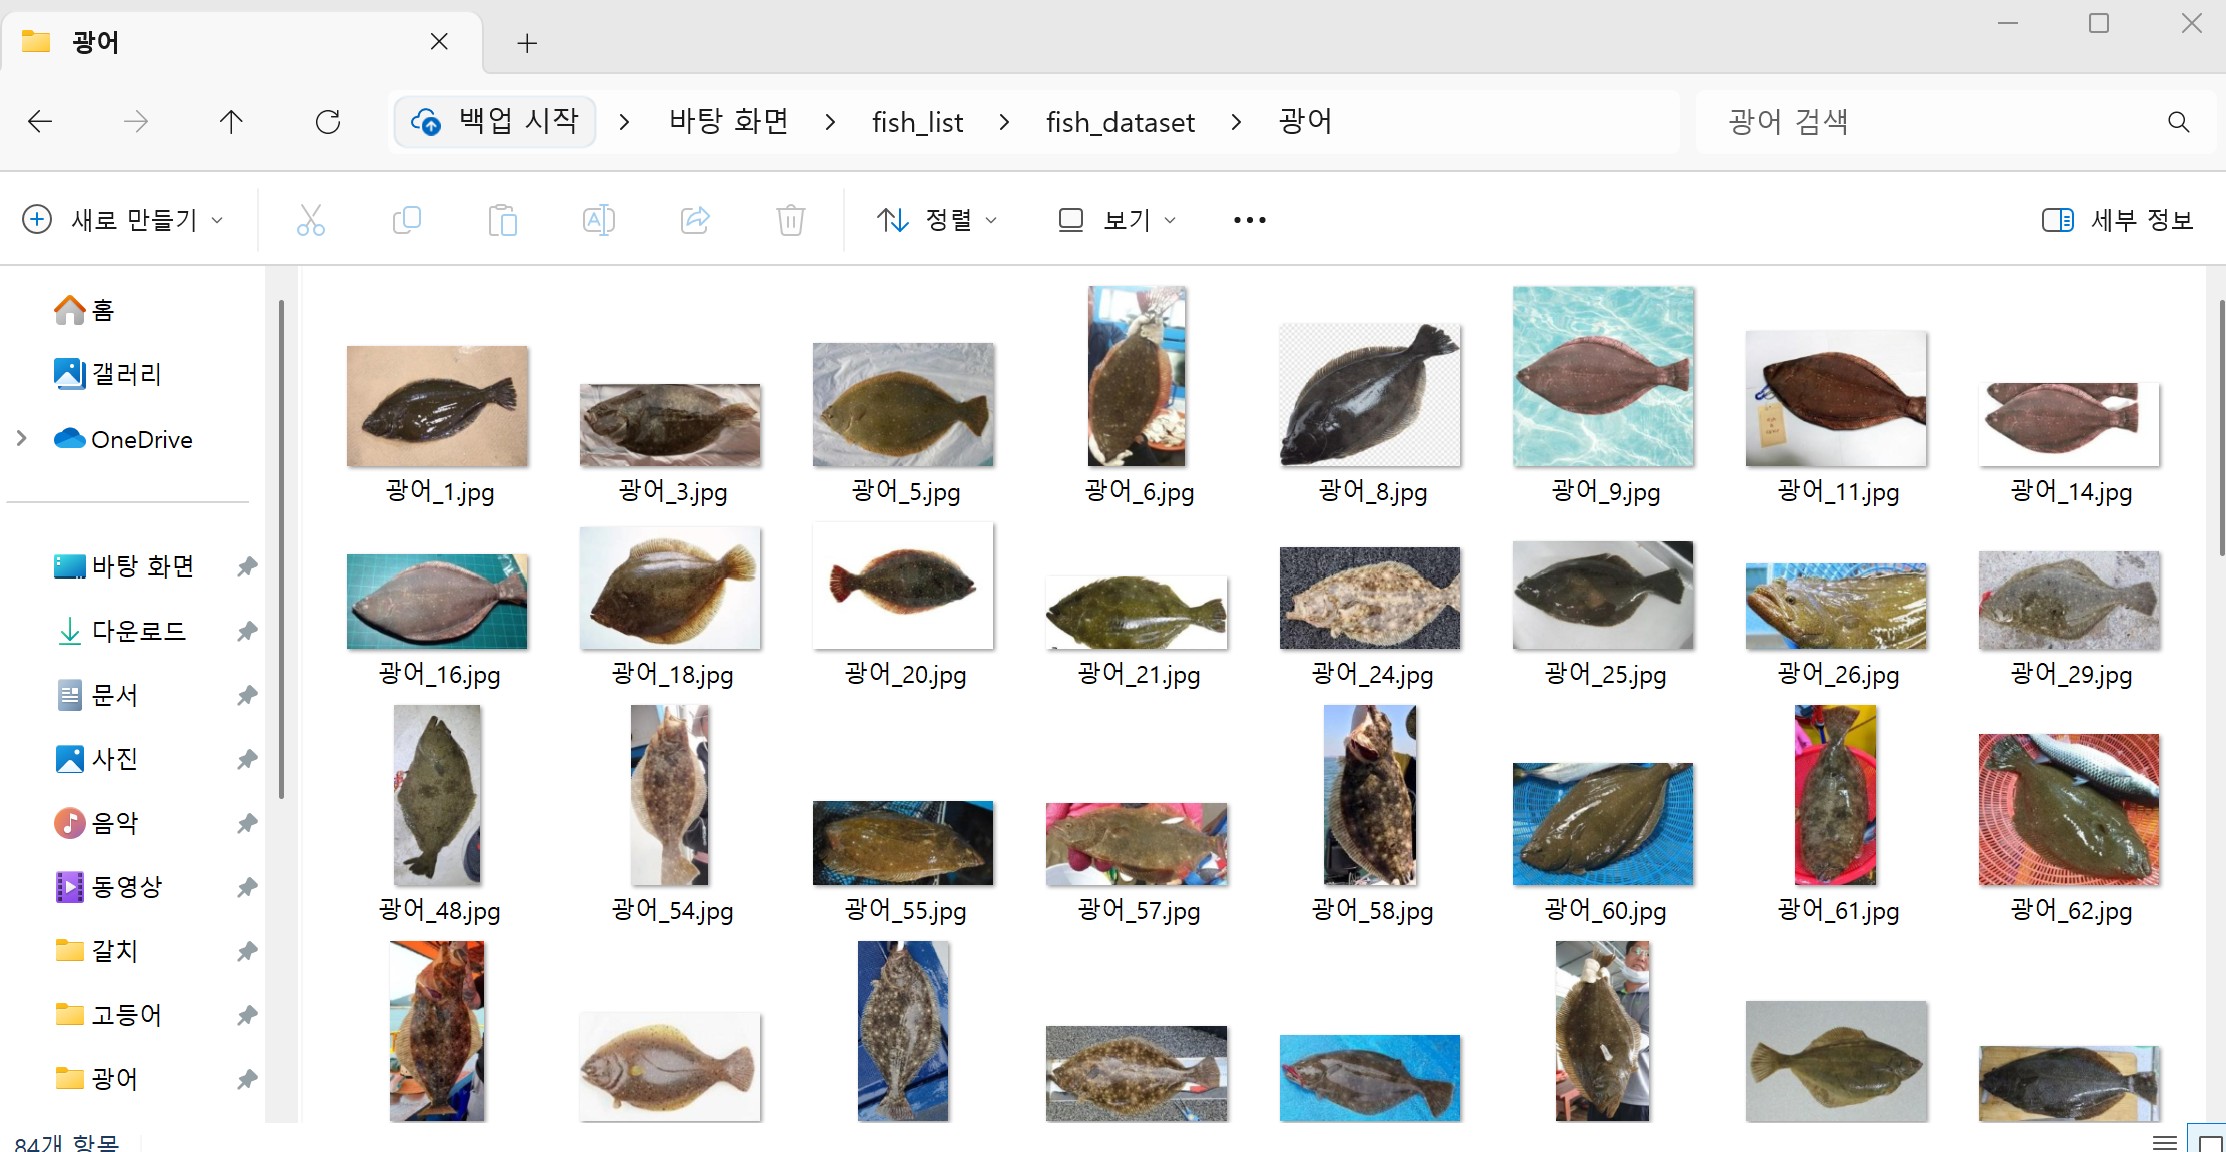 광어
백업 시작 > 바탕 화면 > fish_list > fish_dataset > 광어
광어 검색
새로 만들기
정렬
보기
세부 정보
홈
갤러리
OneDrive
바탕 화면
다운로드
문서
사진
음악
동영상
갈치
고등어
광어
광어_1.jpg 광어_3.jpg 광어_5.jpg 광어_6.jpg 광어_8.jpg 광어_9.jpg 광어_11.jpg 광어_14.jpg
광어_16.jpg 광어_18.jpg 광어_20.jpg 광어_21.jpg 광어_24.jpg 광어_25.jpg 광어_26.jpg 광어_29.jpg
광어_48.jpg 광어_54.jpg 광어_55.jpg 광어_57.jpg 광어_58.jpg 광어_60.jpg 광어_61.jpg 광어_62.jpg
84개 항목